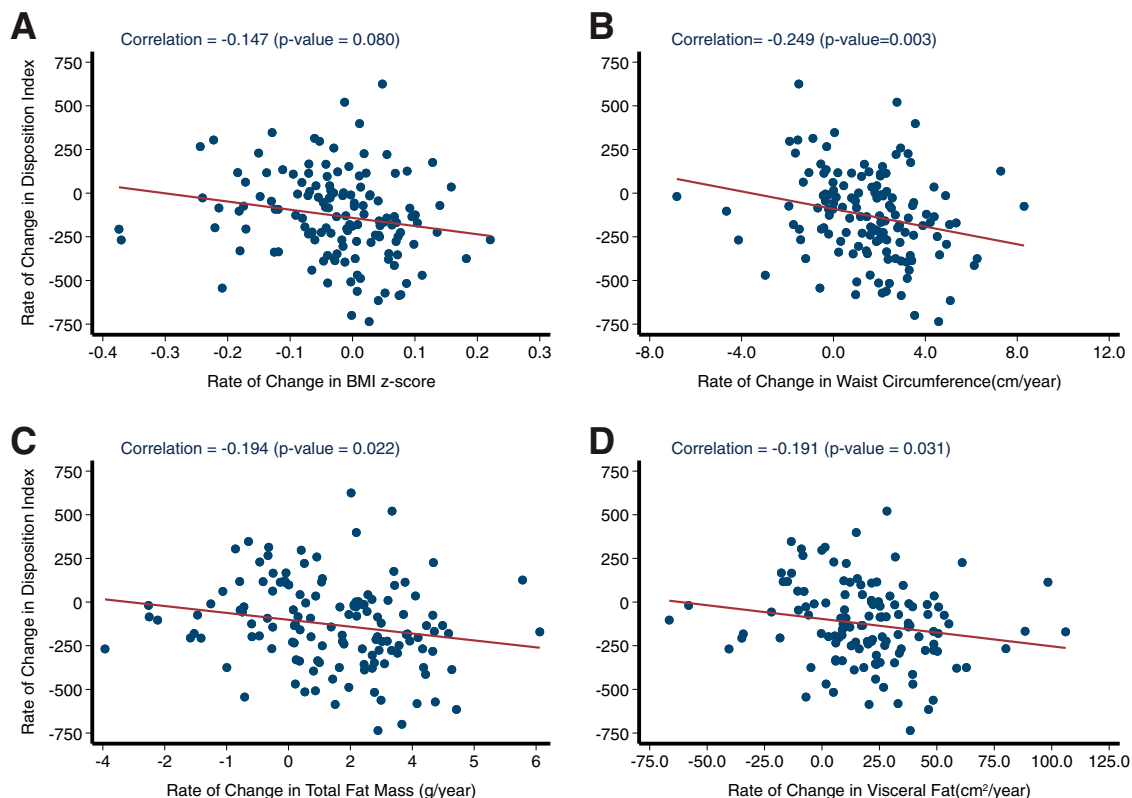 A
Correlation = -0.147 (p-value = 0.080)
Rate of Change in Disposition Index
750
500
250
0
-250
-500
-750
-0.4 -0.3 -0.2 -0.1 0.0 0.1 0.2 0.3
Rate of Change in BMI z-score
B
Correlation= -0.249 (p-value=0.003)
750
500
250
0
-250
-500
-750
-8.0 -4.0 0.0 4.0 8.0 12.0
Rate of Change in Waist Circumference(cm/year)
C
Correlation = -0.194 (p-value = 0.022)
Rate of Change in Disposition Index
750
500
250
0
-250
-500
-750
-4 -2 -1 0 2 4 5 6
Rate of Change in Total Fat Mass (g/year)
D
Correlation = -0.191 (p-value = 0.031)
750
500
250
0
-250
-500
-750
-75.0 -50.0 -25.0 0.0 25.0 50.0 75.0 100.0 125.0
Rate of Change in Visceral Fat(cm²/year)